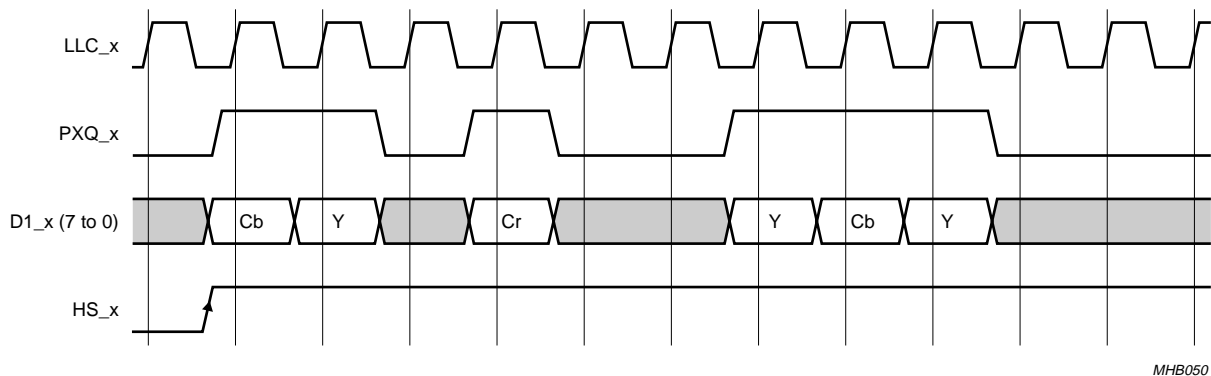 LLC_x
PXQ_x
D1_x (7 to 0) Cb Y Cr Y Cb Y
HS_x
MHB050